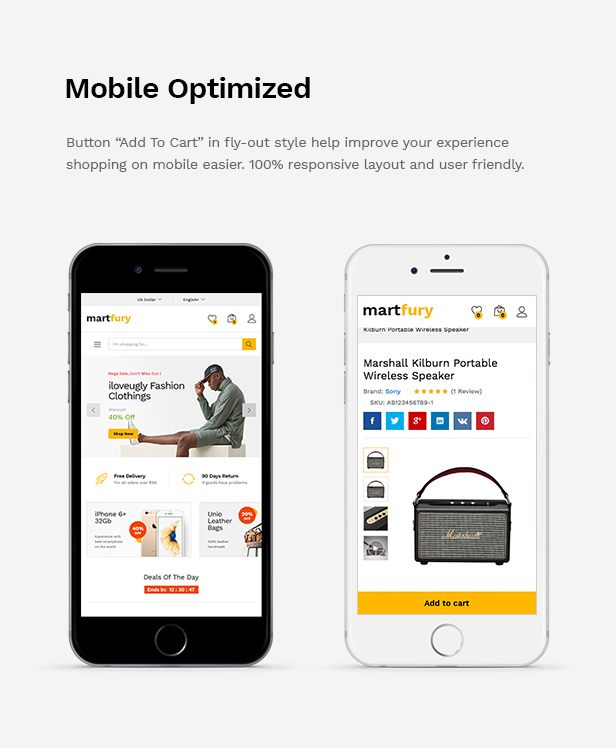 Mobile Optimized
Button “Add To Cart” in fly-out style help improve your experience
shopping on mobile easier. 100% responsive layout and user friendly.
US Dollar
English
martfury
0
0
I'm shopping for...
Mega Sale, Don't Miss Out !
iloveugly Fashion
Clothings
discount
40% Off
Shop Now
Free Delivery
For all oders over $99
90 Days Return
If goods have problems
iPhone 6+
32Gb
Experience with
best smartphone
on the world
40%
OFF
Unio
Leather
Bags
100% leather
handmade
20%
OFF
Deals Of The Day
Ends in: 12 : 30 : 47
martfury
0
0
Kilburn Portable Wireless Speaker
Marshall Kilburn Portable
Wireless Speaker
Brand: Sony
(1 Review)
SKU: AB123456789-1
Marshall
Add to cart